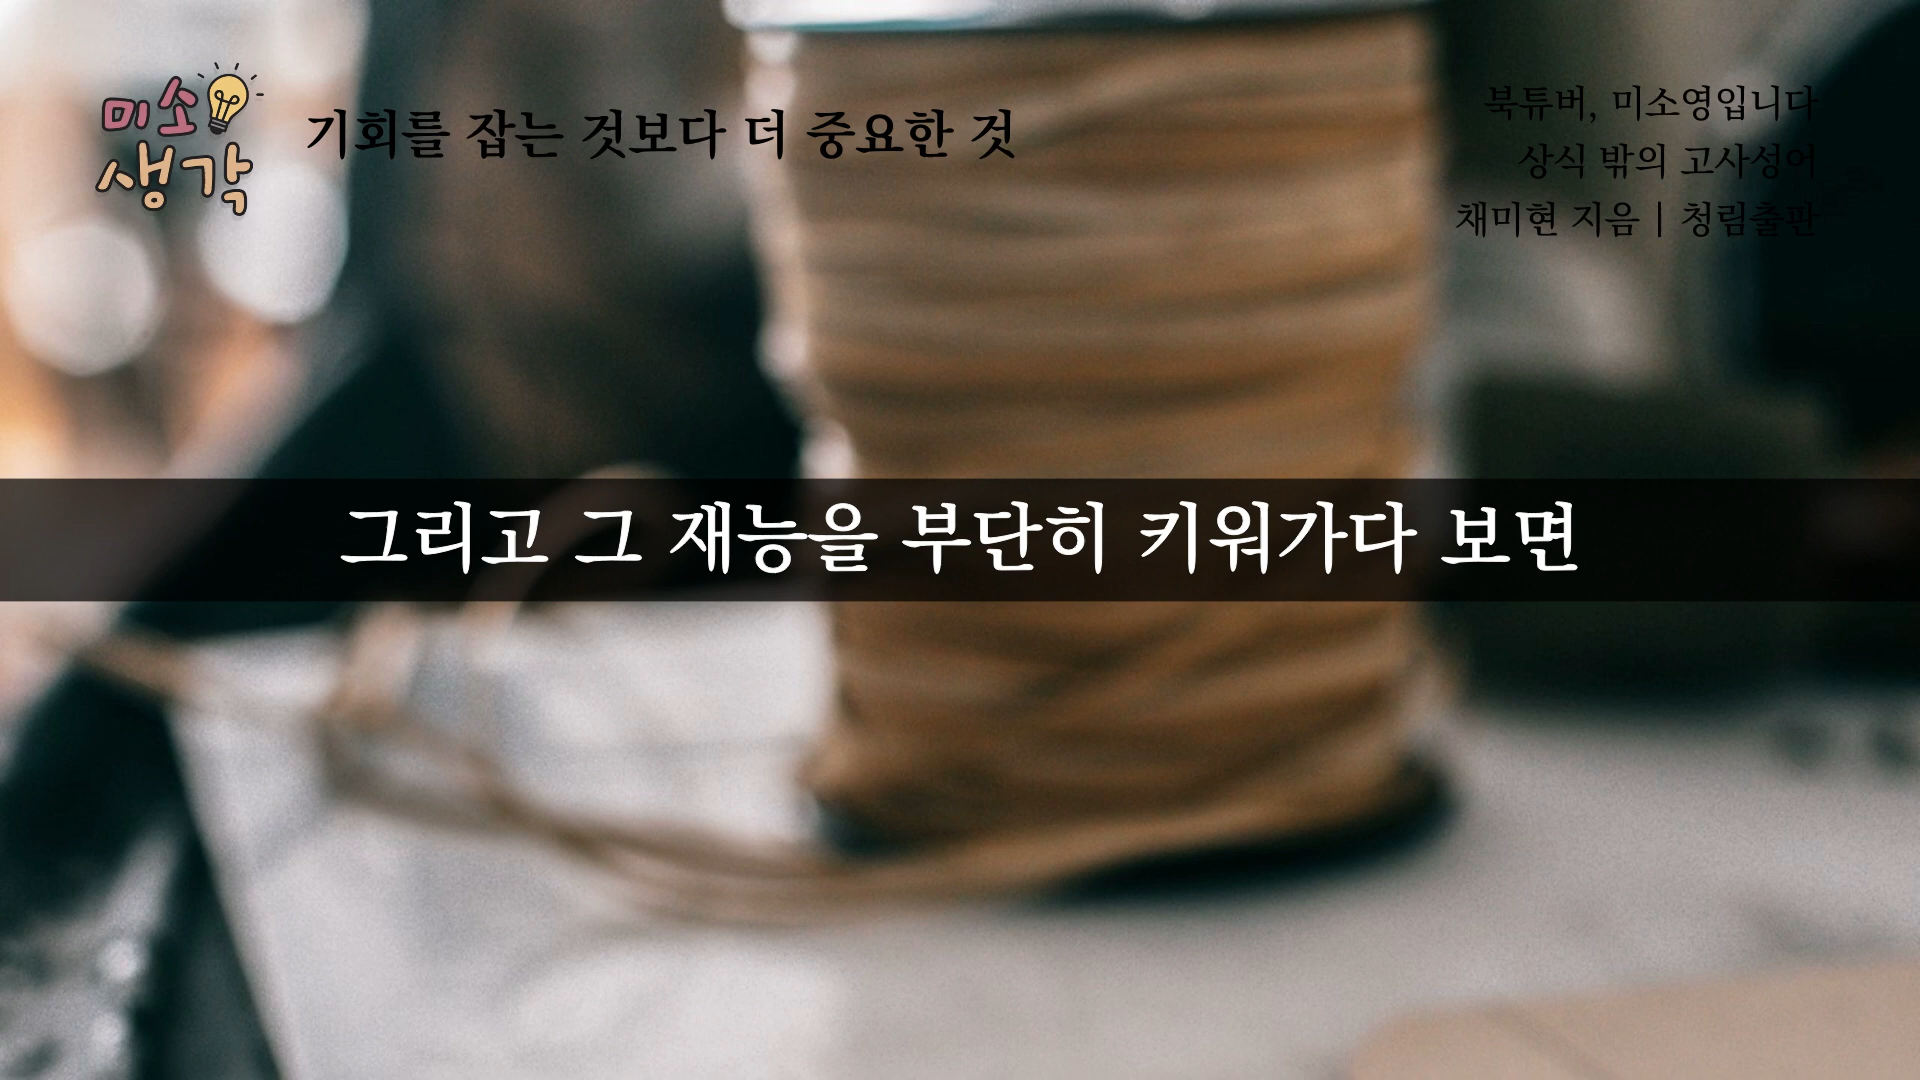 미소
생각
기회를 잡는 것보다 더 중요한 것
북튜버, 미소영입니다
상식 밖의 고사성어
채미현 지음 | 청림출판
그리고 그 재능을 부단히 키워가다 보면